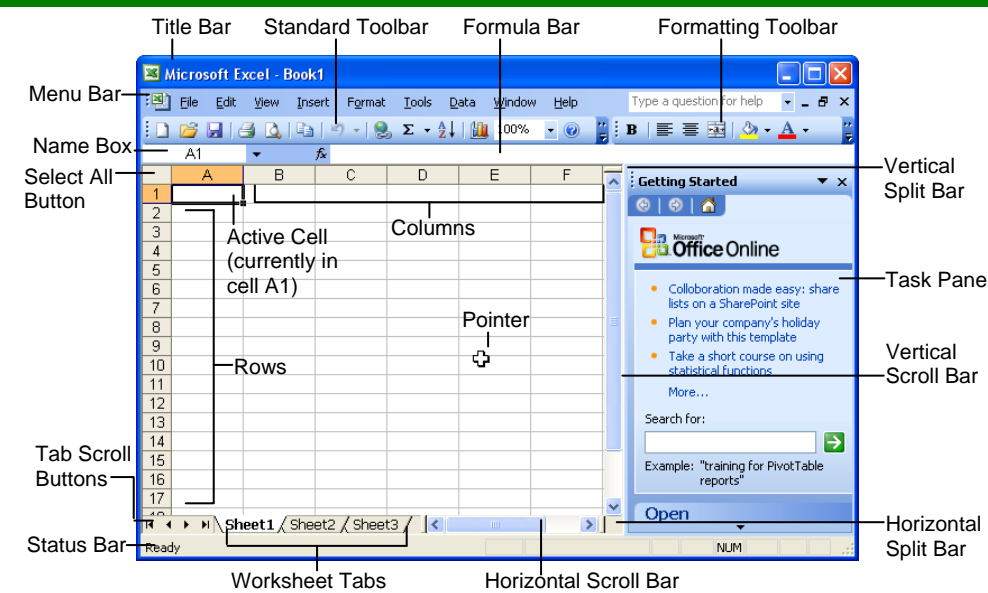 Title Bar Standard Toolbar Formula Bar Formatting Toolbar
Microsoft Excel - Book1
Menu Bar
File Edit View Insert Format Tools Data Window Help Type a question for help
100% B A
Name Box
A1 fx
Select All
Button
A B C D E F
Vertical
Split Bar
Getting Started
1
2
3
4
5
6
7
8
9
10
11
12
13
14
15
16
17
18
Columns
Active Cell
(currently in
cell A1)
Pointer
Rows
Microsoft
Office Online
Task Pane
Colloboration made easy: share
lists on a SharePoint site
Plan your company's holiday
party with this template
Take a short course on using
statistical functions
More...
Vertical
Scroll Bar
Search for:
Example: "training for PivotTable
reports"
Open
Tab Scroll
Buttons
Sheet1 Sheet2 Sheet3
Horizontal
Split Bar
Status Bar
Ready NUM
Worksheet Tabs Horizontal Scroll Bar